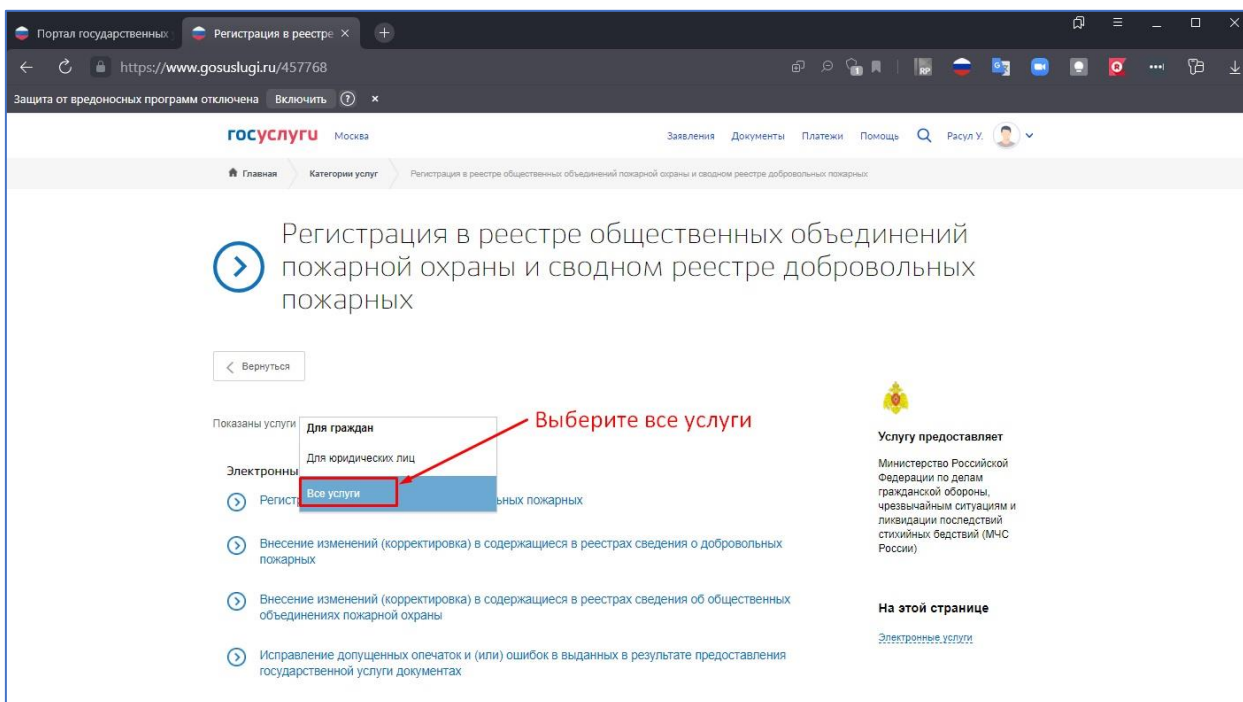 Портал государственных
Регистрация в реестре
https://www.gosuslugi.ru/457768
Защита от вредоносных программ отключена Включить
госуслуги Москва Заявления Документы Платежи Помощь Расул У.
Главная Категории услуг Регистрация в реестре общественных объединений пожарной охраны и сводном реестре добровольных пожарных
Регистрация в реестре общественных объединений
пожарной охраны и сводном реестре добровольных
пожарных
Вернуться
Показаны услуги
Для граждан
Для юридических лиц
Все услуги
Выберите все услуги
Электронны
Регистр ьных пожарных
Внесение изменений (корректировка) в содержащиеся в реестрах сведения о добровольных
пожарных
Внесение изменений (корректировка) в содержащиеся в реестрах сведения об общественных
объединениях пожарной охраны
Исправление допущенных опечаток и (или) ошибок в выданных в результате предоставления
государственной услуги документах
Услугу предоставляет
Министерство Российской
Федерации по делам
гражданской обороны,
чрезвычайным ситуациям и
ликвидации последствий
стихийных бедствий (МЧС
России)
На этой странице
Электронные услуги